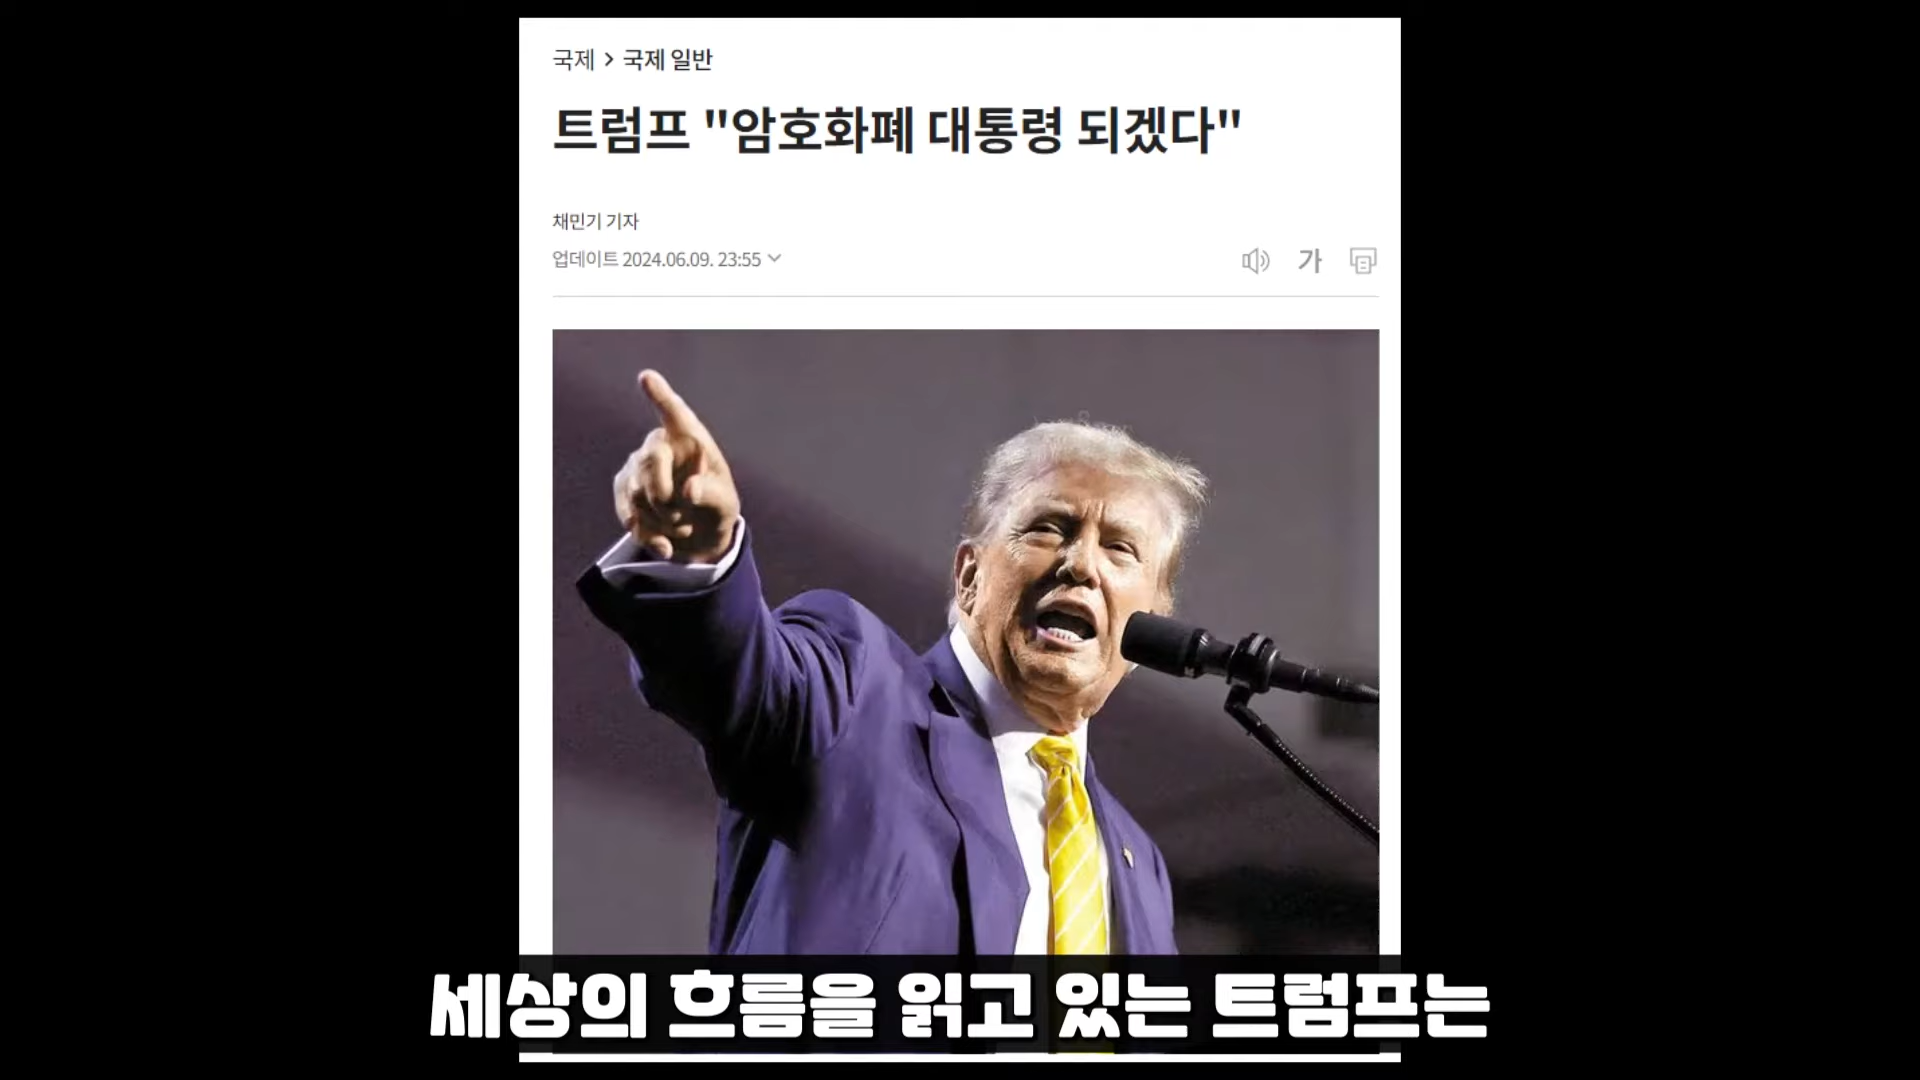 국제 > 국제 일반
트럼프 "암호화폐 대통령 되겠다"
채민기 기자
업데이트 2024.06.09. 23:55
가
세상의 흐름을 읽고 있는 트럼프는